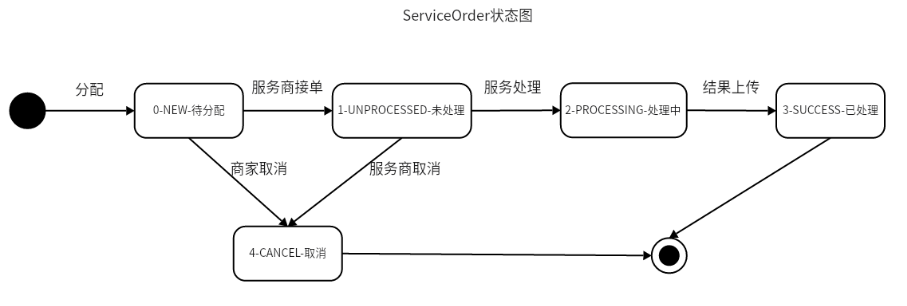 ServiceOrder状态图
分配
服务商接单
服务处理
结果上传
0-NEW-待分配
1-UNPROCESSED-未处理
2-PROCESSING-处理中
3-SUCCESS-已处理
商家取消
服务商取消
4-CANCEL-取消